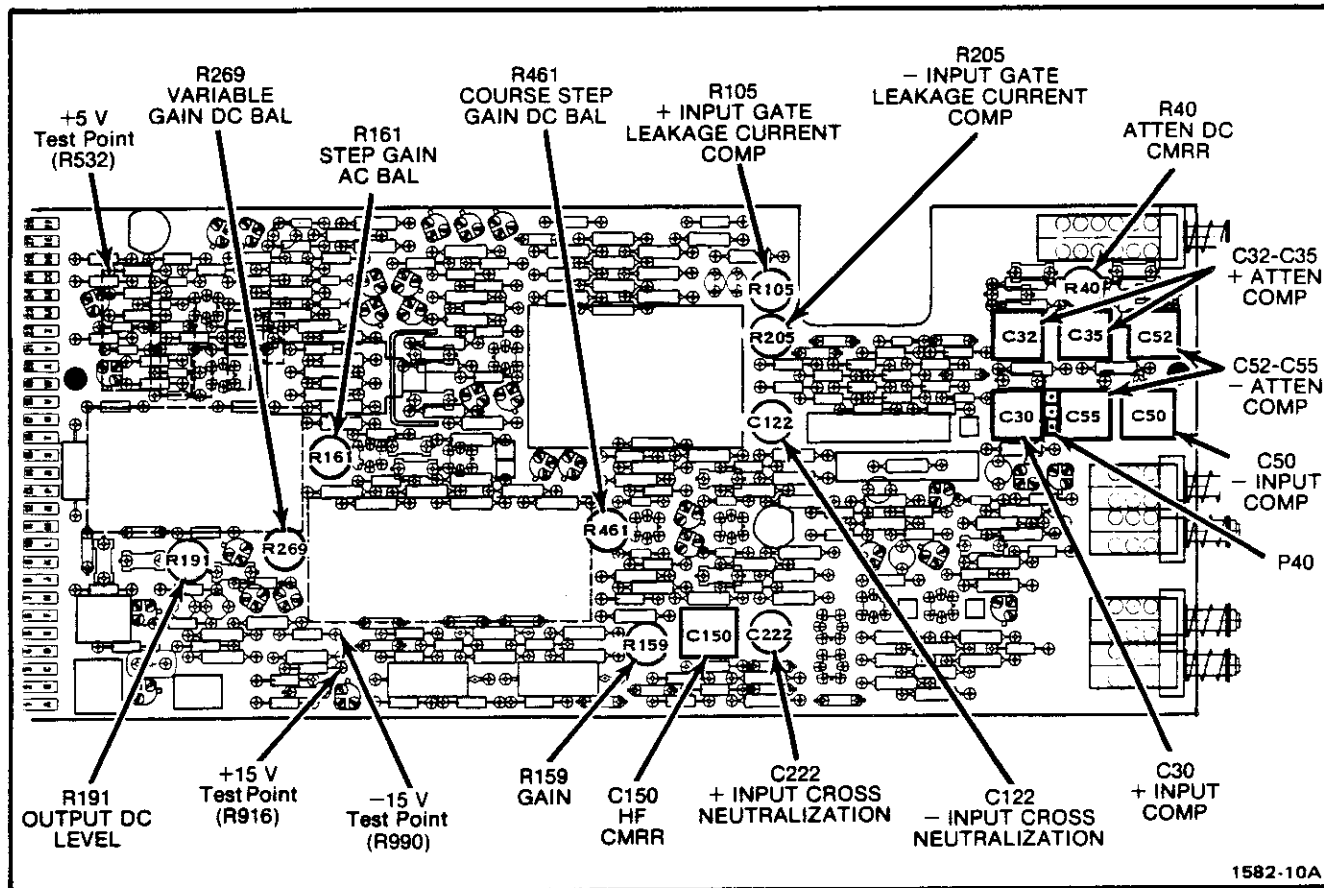 R269
VARIABLE
GAIN DC BAL
R461
COURSE STEP
GAIN DC BAL
R205
– INPUT GATE
LEAKAGE CURRENT
COMP
R105
+ INPUT GATE
LEAKAGE CURRENT
COMP
R40
ATTEN DC
CMRR
+5 V
Test Point
(R532)
R161
STEP GAIN
AC BAL
C32-C35
+ ATTEN
COMP
C52-C55
– ATTEN
COMP
C50
– INPUT
COMP
P40
R105
R40
R205
C32
C35
C52
C122
C30
C55
C50
R161
R461
R269
R191
R159
C150
C222
R191
OUTPUT DC
LEVEL
+15 V
Test Point
(R916)
–15 V
Test Point
(R990)
R159
GAIN
C150
HF
CMRR
C222
+ INPUT CROSS
NEUTRALIZATION
C122
– INPUT CROSS
NEUTRALIZATION
C30
+ INPUT
COMP
1582-10A